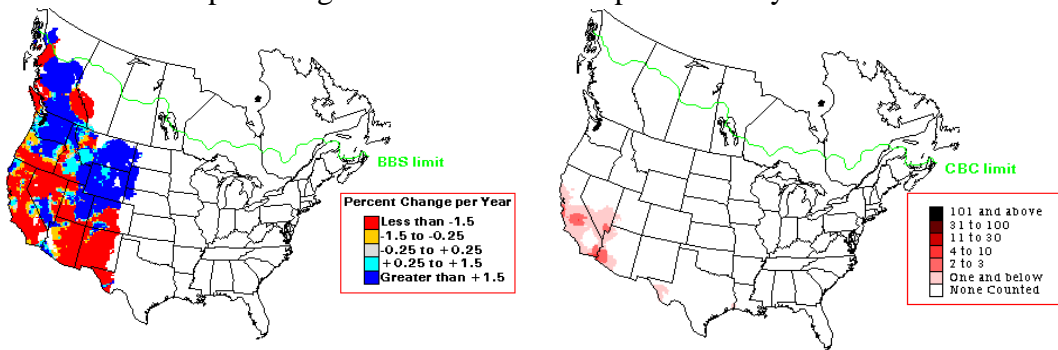 BBS limit
Percent Change per Year
Less than -1.5
-1.5 to -0.25
-0.25 to +0.25
+0.25 to +1.5
Greater than +1.5
CBC limit
101 and above
31 to 100
11 to 30
4 to 10
2 to 3
One and below
None Counted